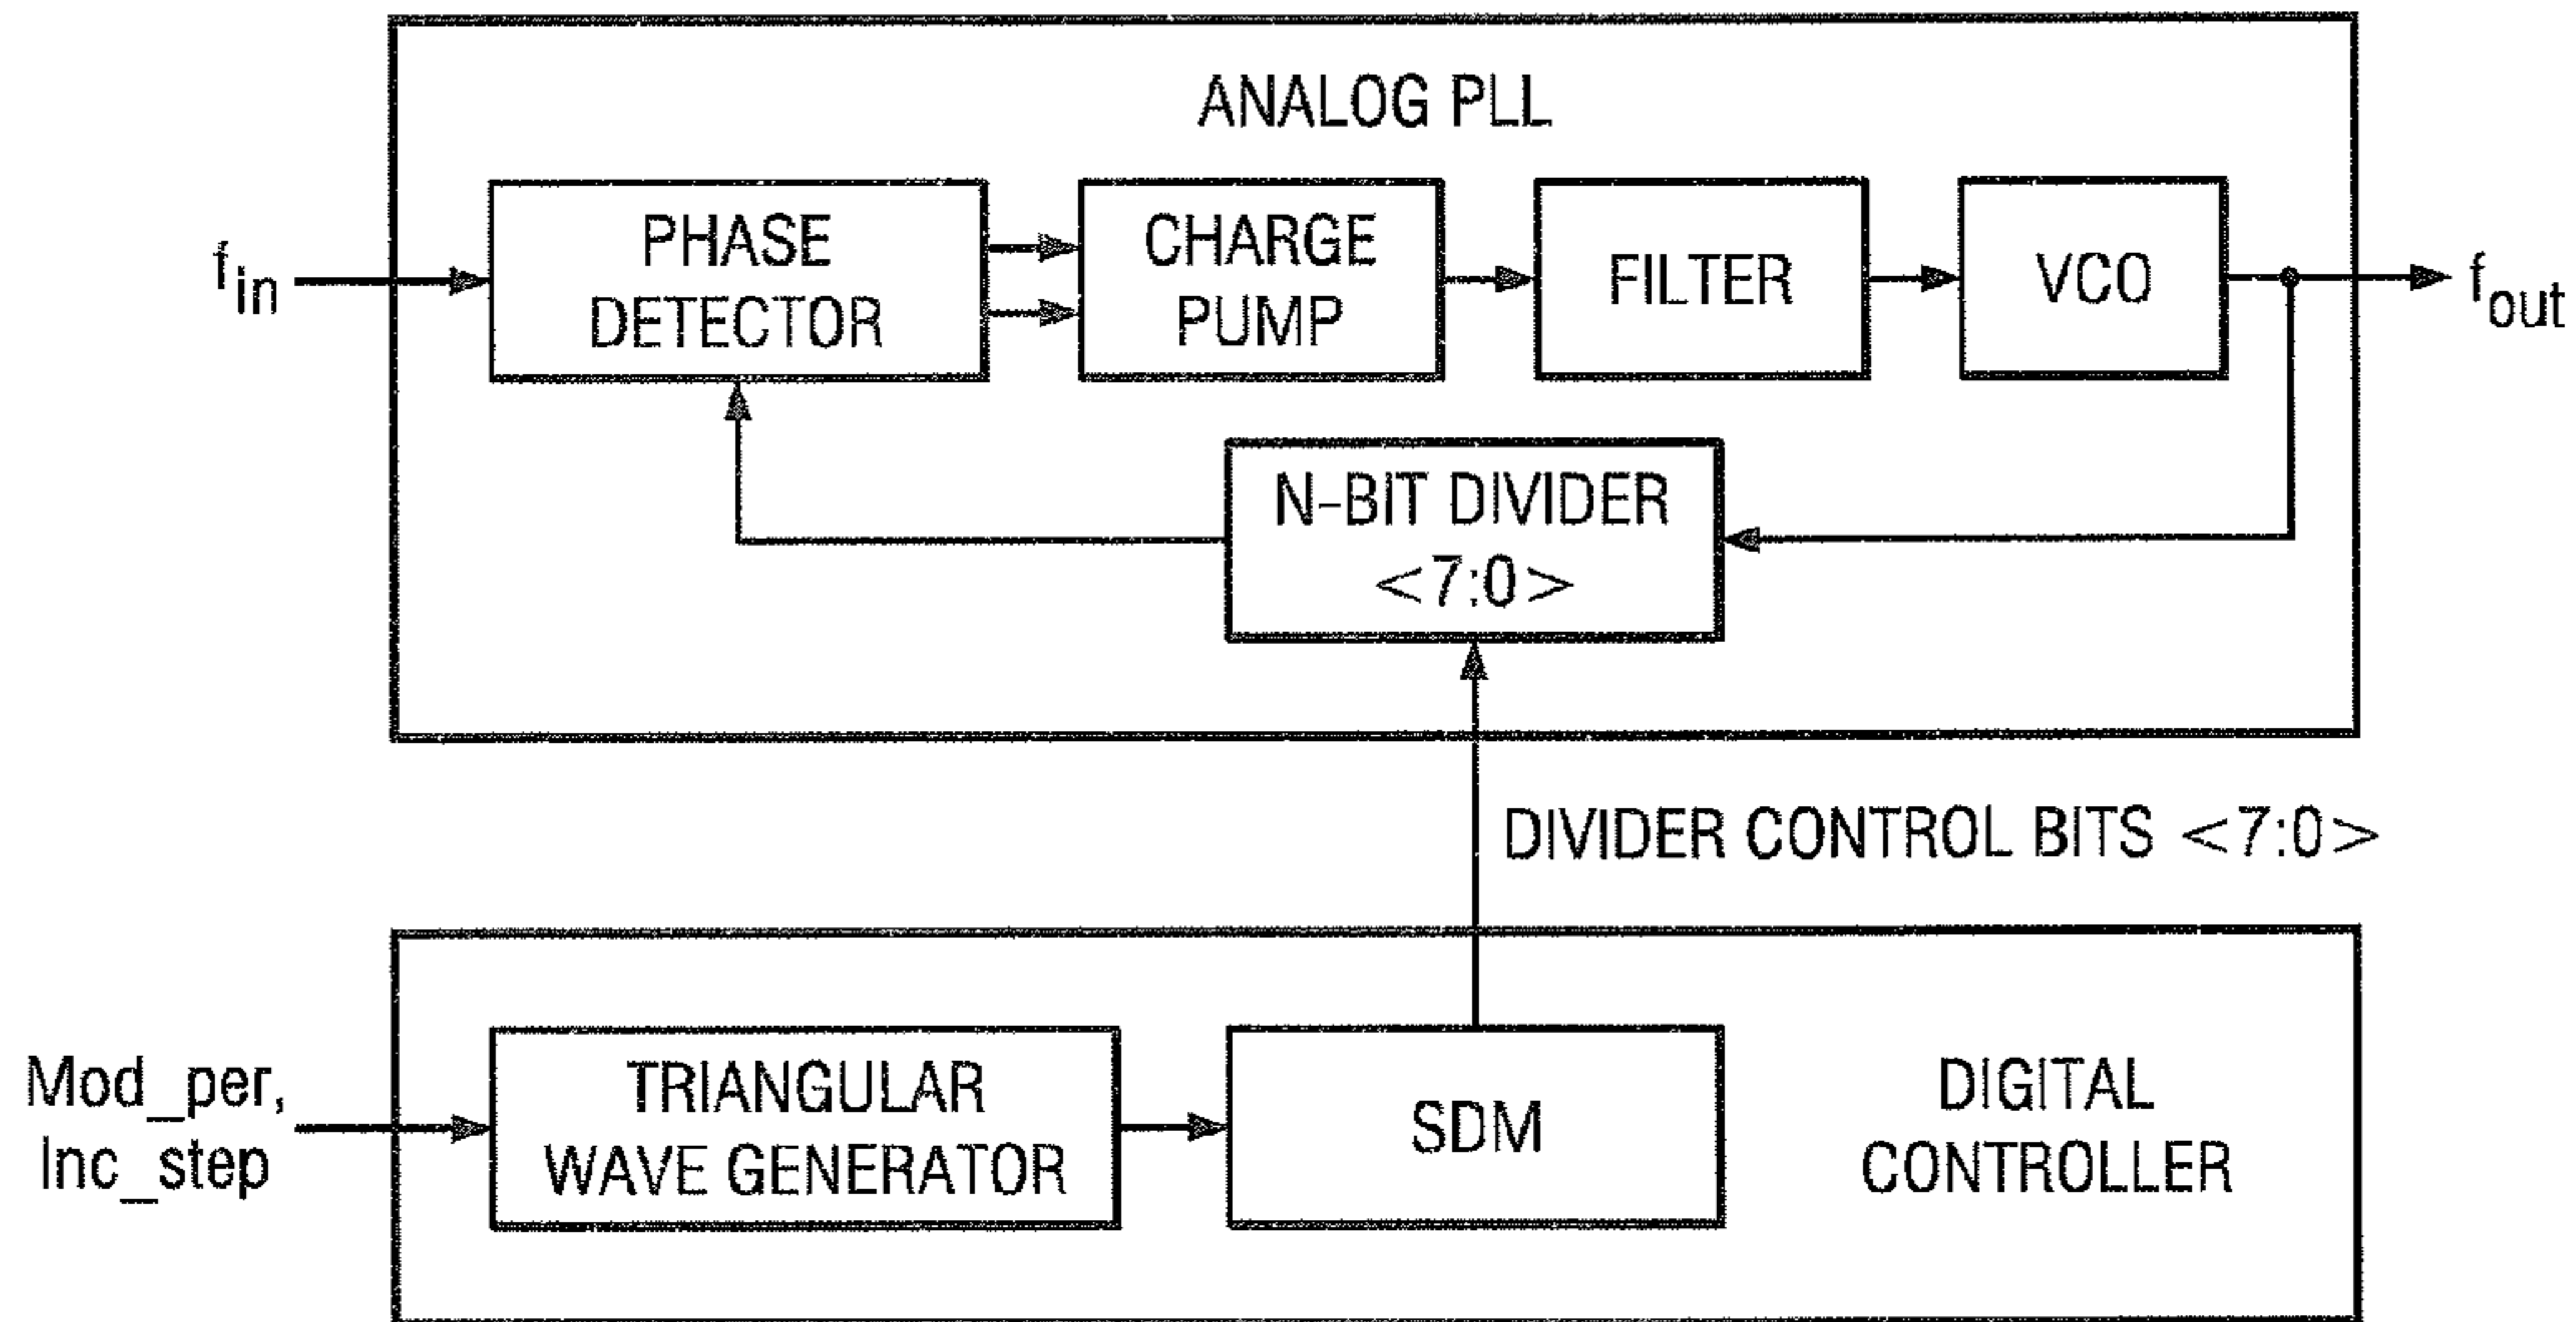 ANALOG PLL
f_in
PHASE
DETECTOR
CHARGE
PUMP
FILTER
VCO
f_out
N-BIT DIVIDER
<7:0>
DIVIDER CONTROL BITS <7:0>
Mod_per,
Inc_step
TRIANGULAR
WAVE GENERATOR
SDM
DIGITAL
CONTROLLER